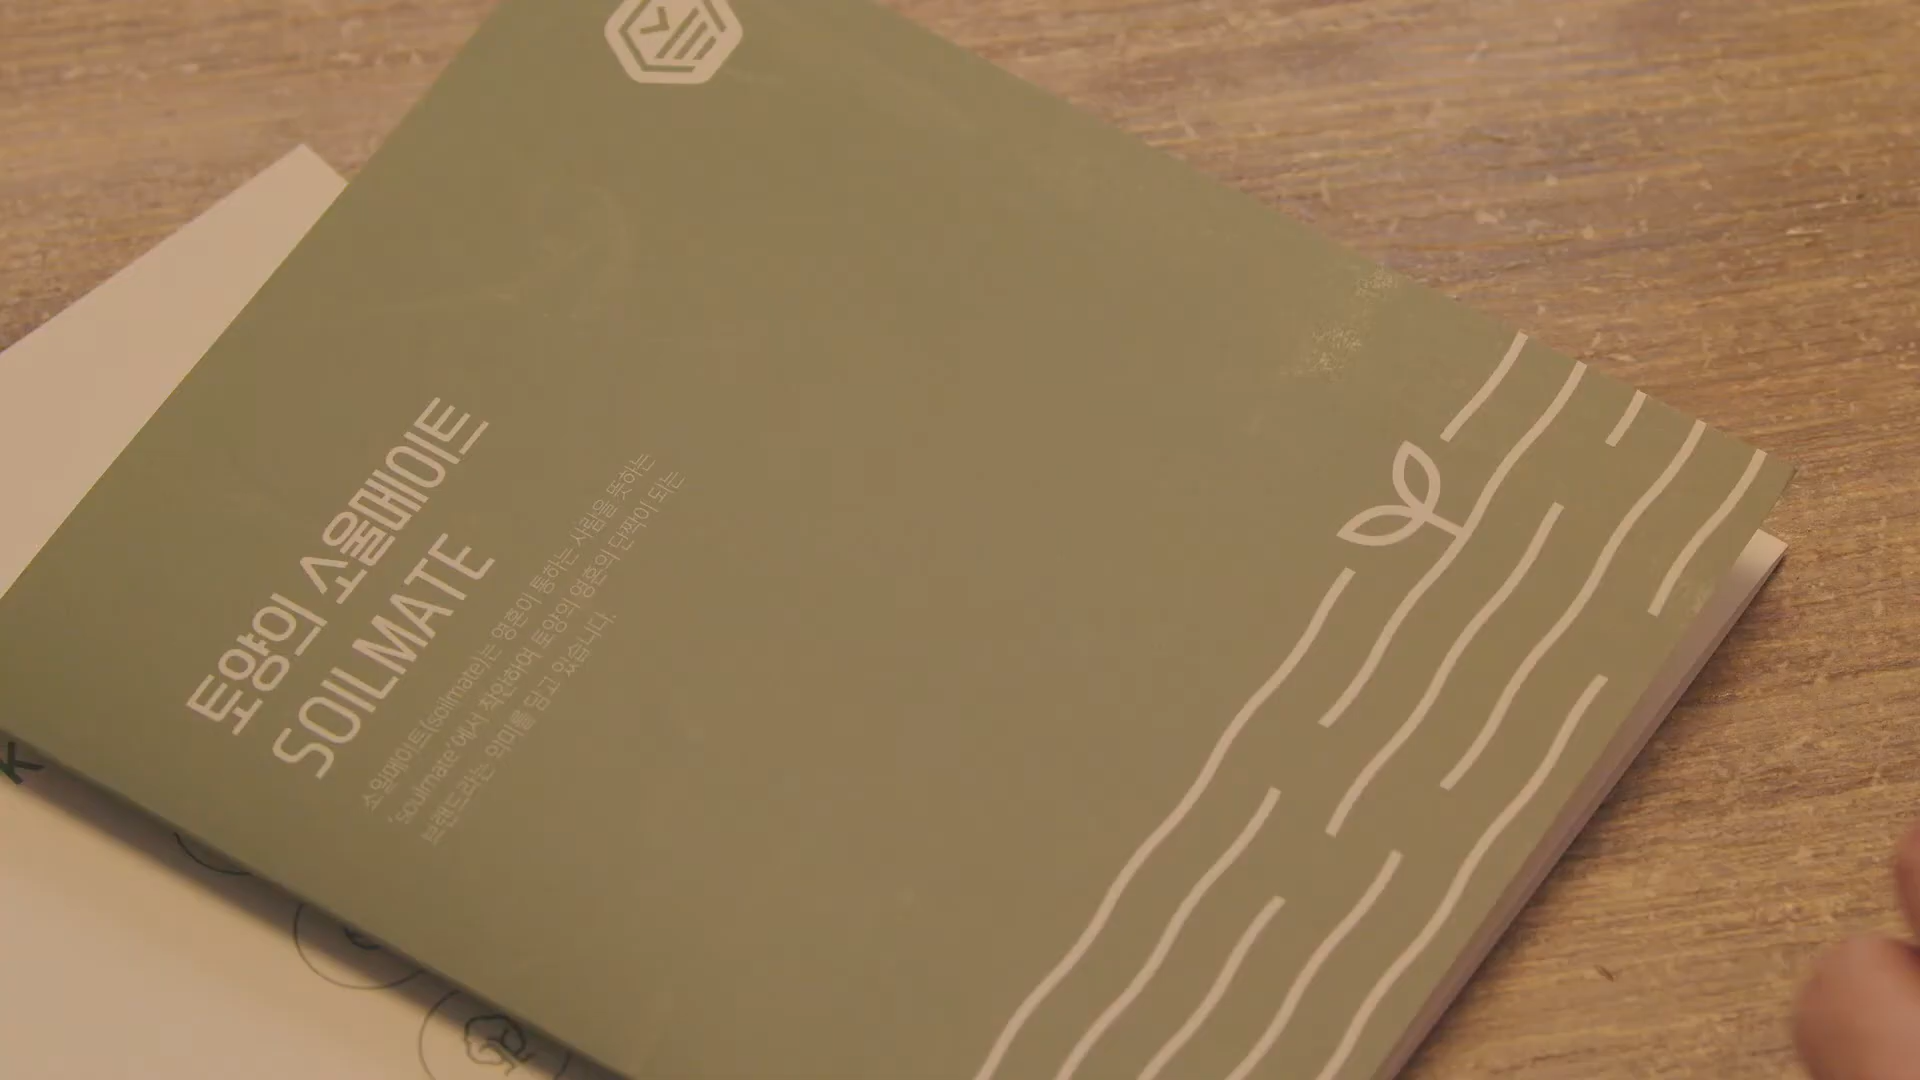 토양의 소울메이트
SOILMATE
소일메이트(soilmate)는 영혼이 통하는 사람을 뜻하는
'soulmate'에서 착안하여 토양의 영혼의 단짝이 되는
브랜드라는 의미를 담고 있습니다.
K